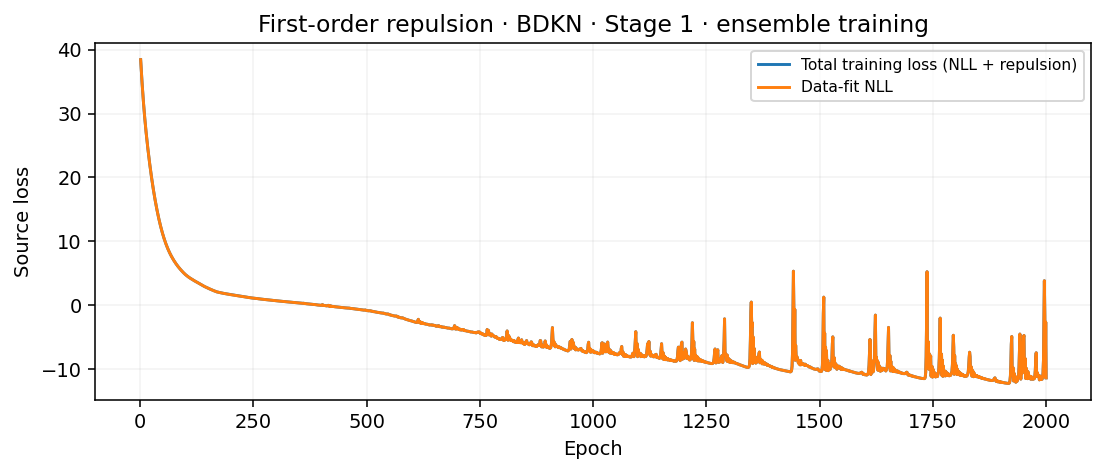 First-order repulsion · BDKN · Stage 1 · ensemble training
Total training loss (NLL + repulsion)
Data-fit NLL
Source loss
40
30
20
10
0
−10
0 250 500 750 1000 1250 1500 1750 2000
Epoch